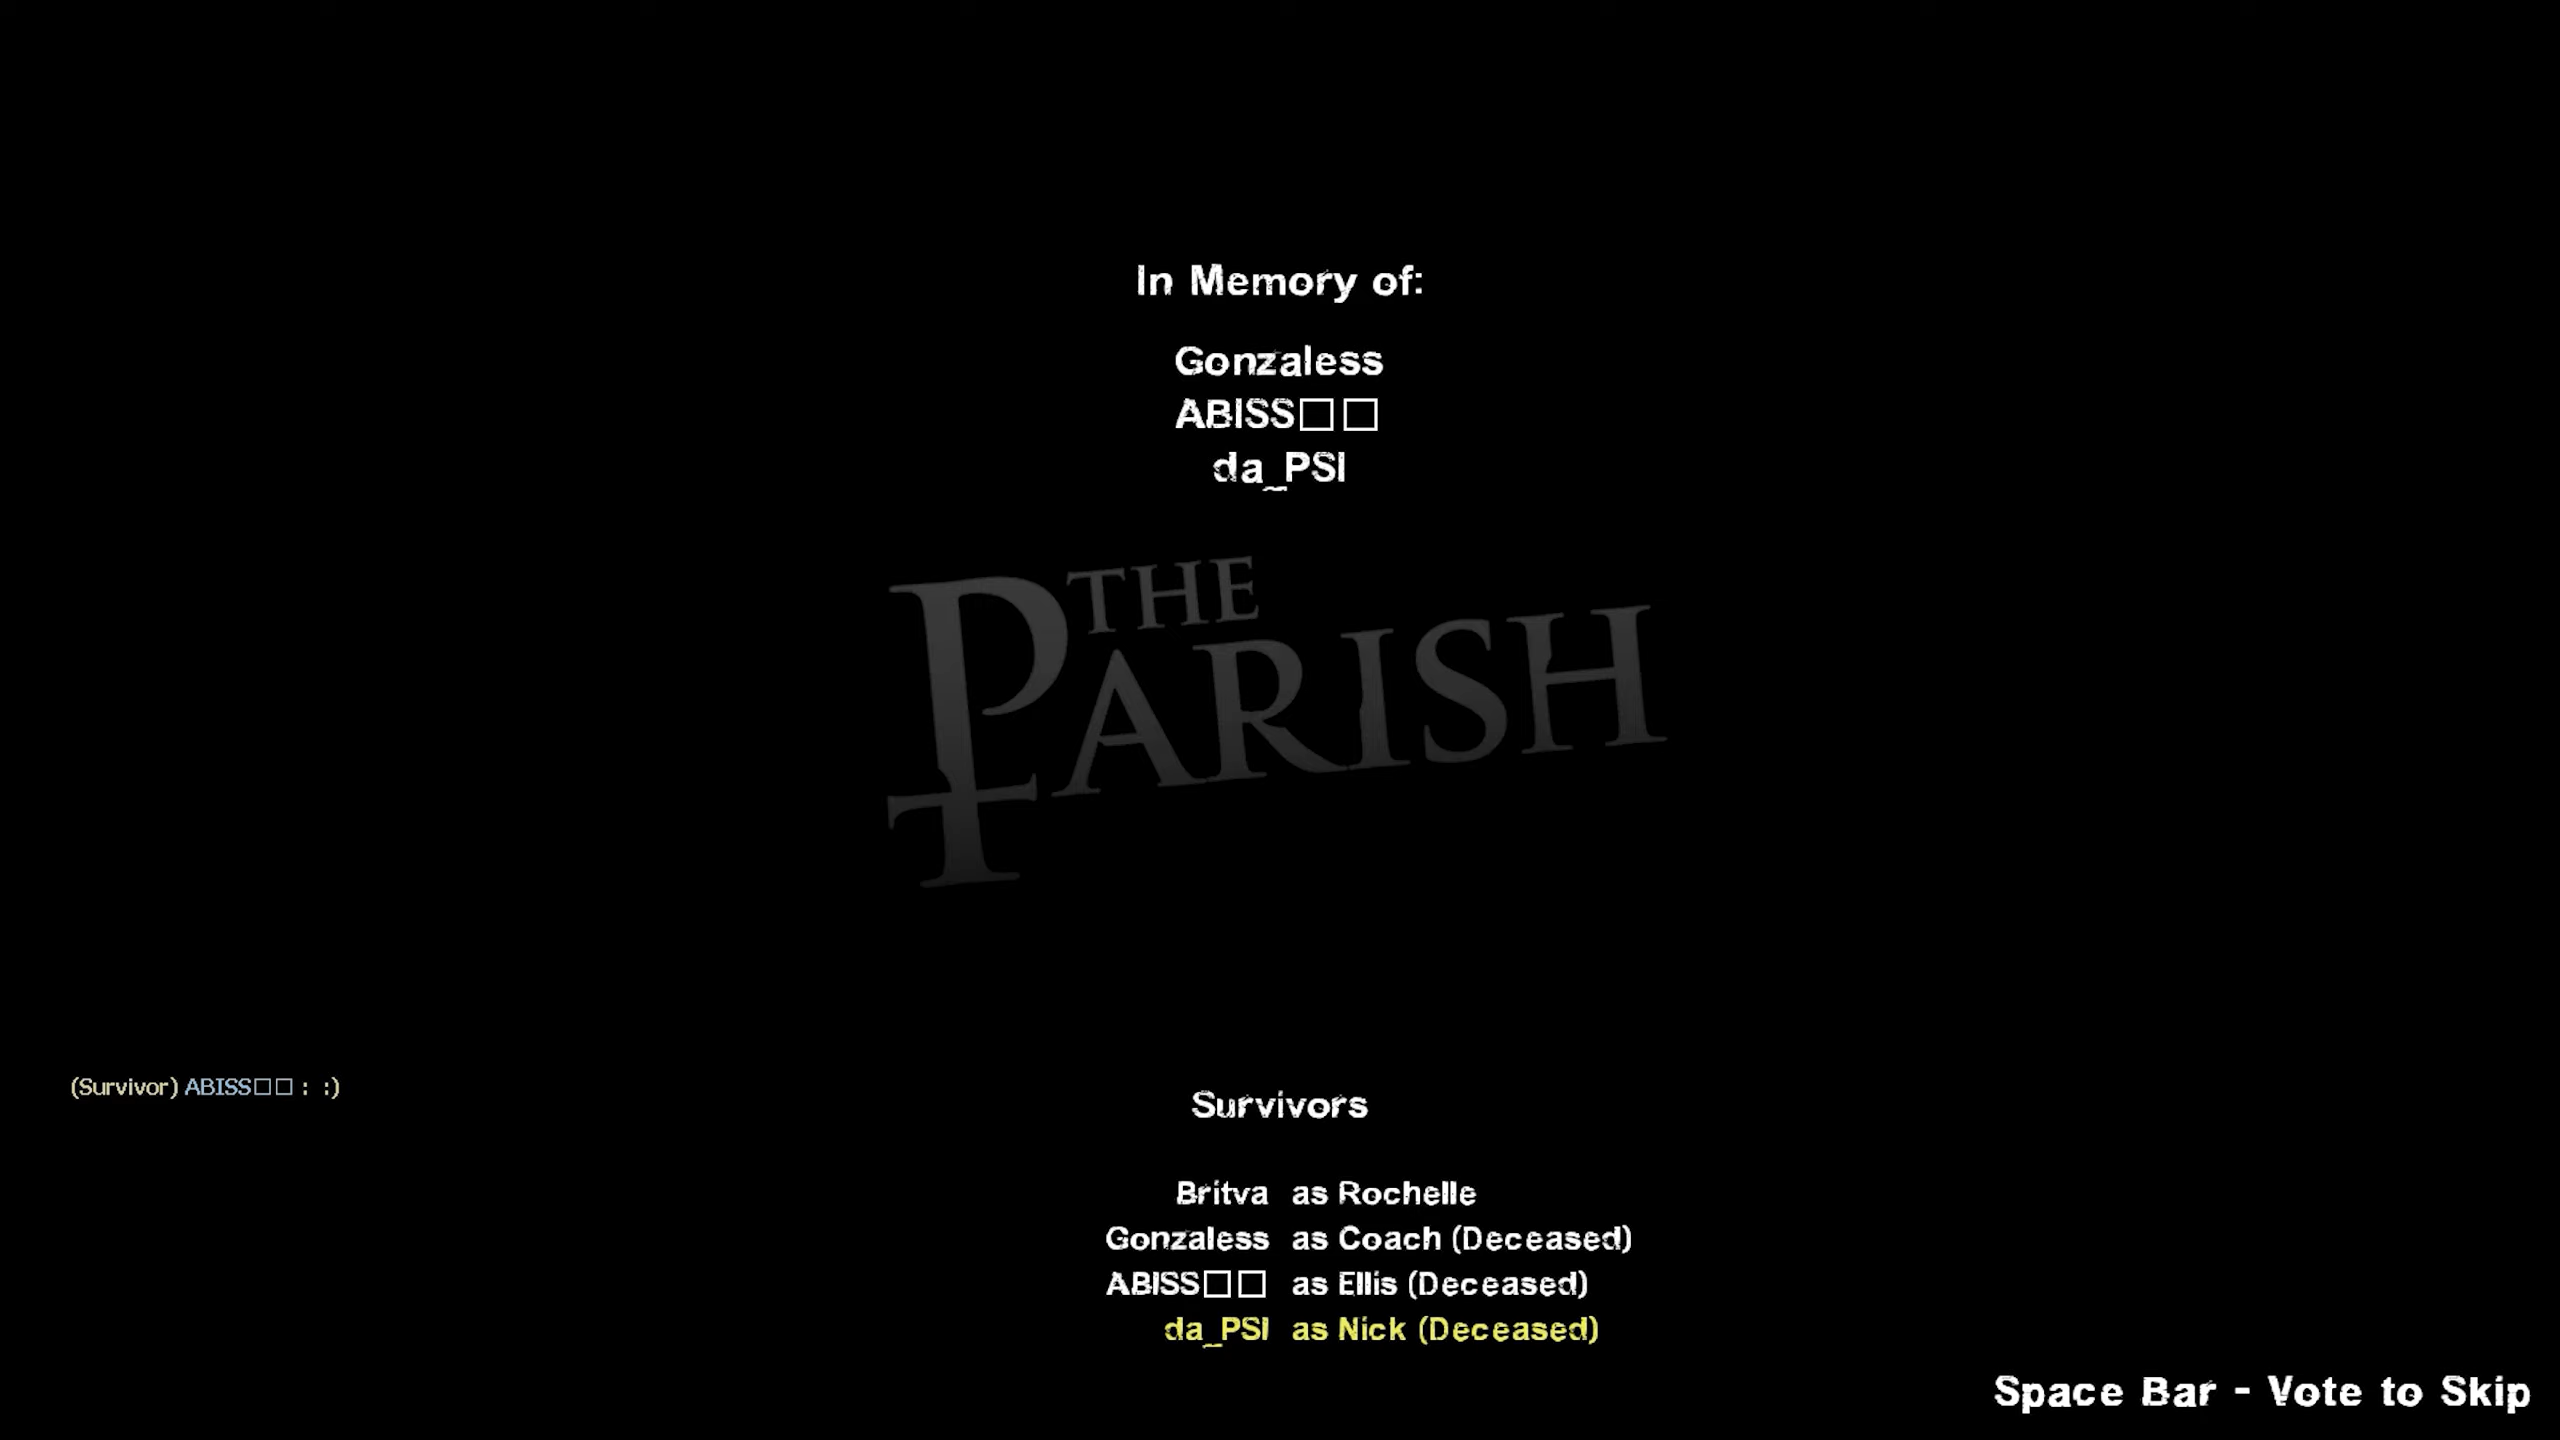 In Memory of:
Gonzaless
ABISS□□
da_PSI
THE
PARISH
(Survivor) ABISS□□ :  :)
Survivors
Britva as Rochelle
Gonzaless as Coach (Deceased)
ABISS□□ as Ellis (Deceased)
da_PSI as Nick (Deceased)
Space Bar - Vote to Skip